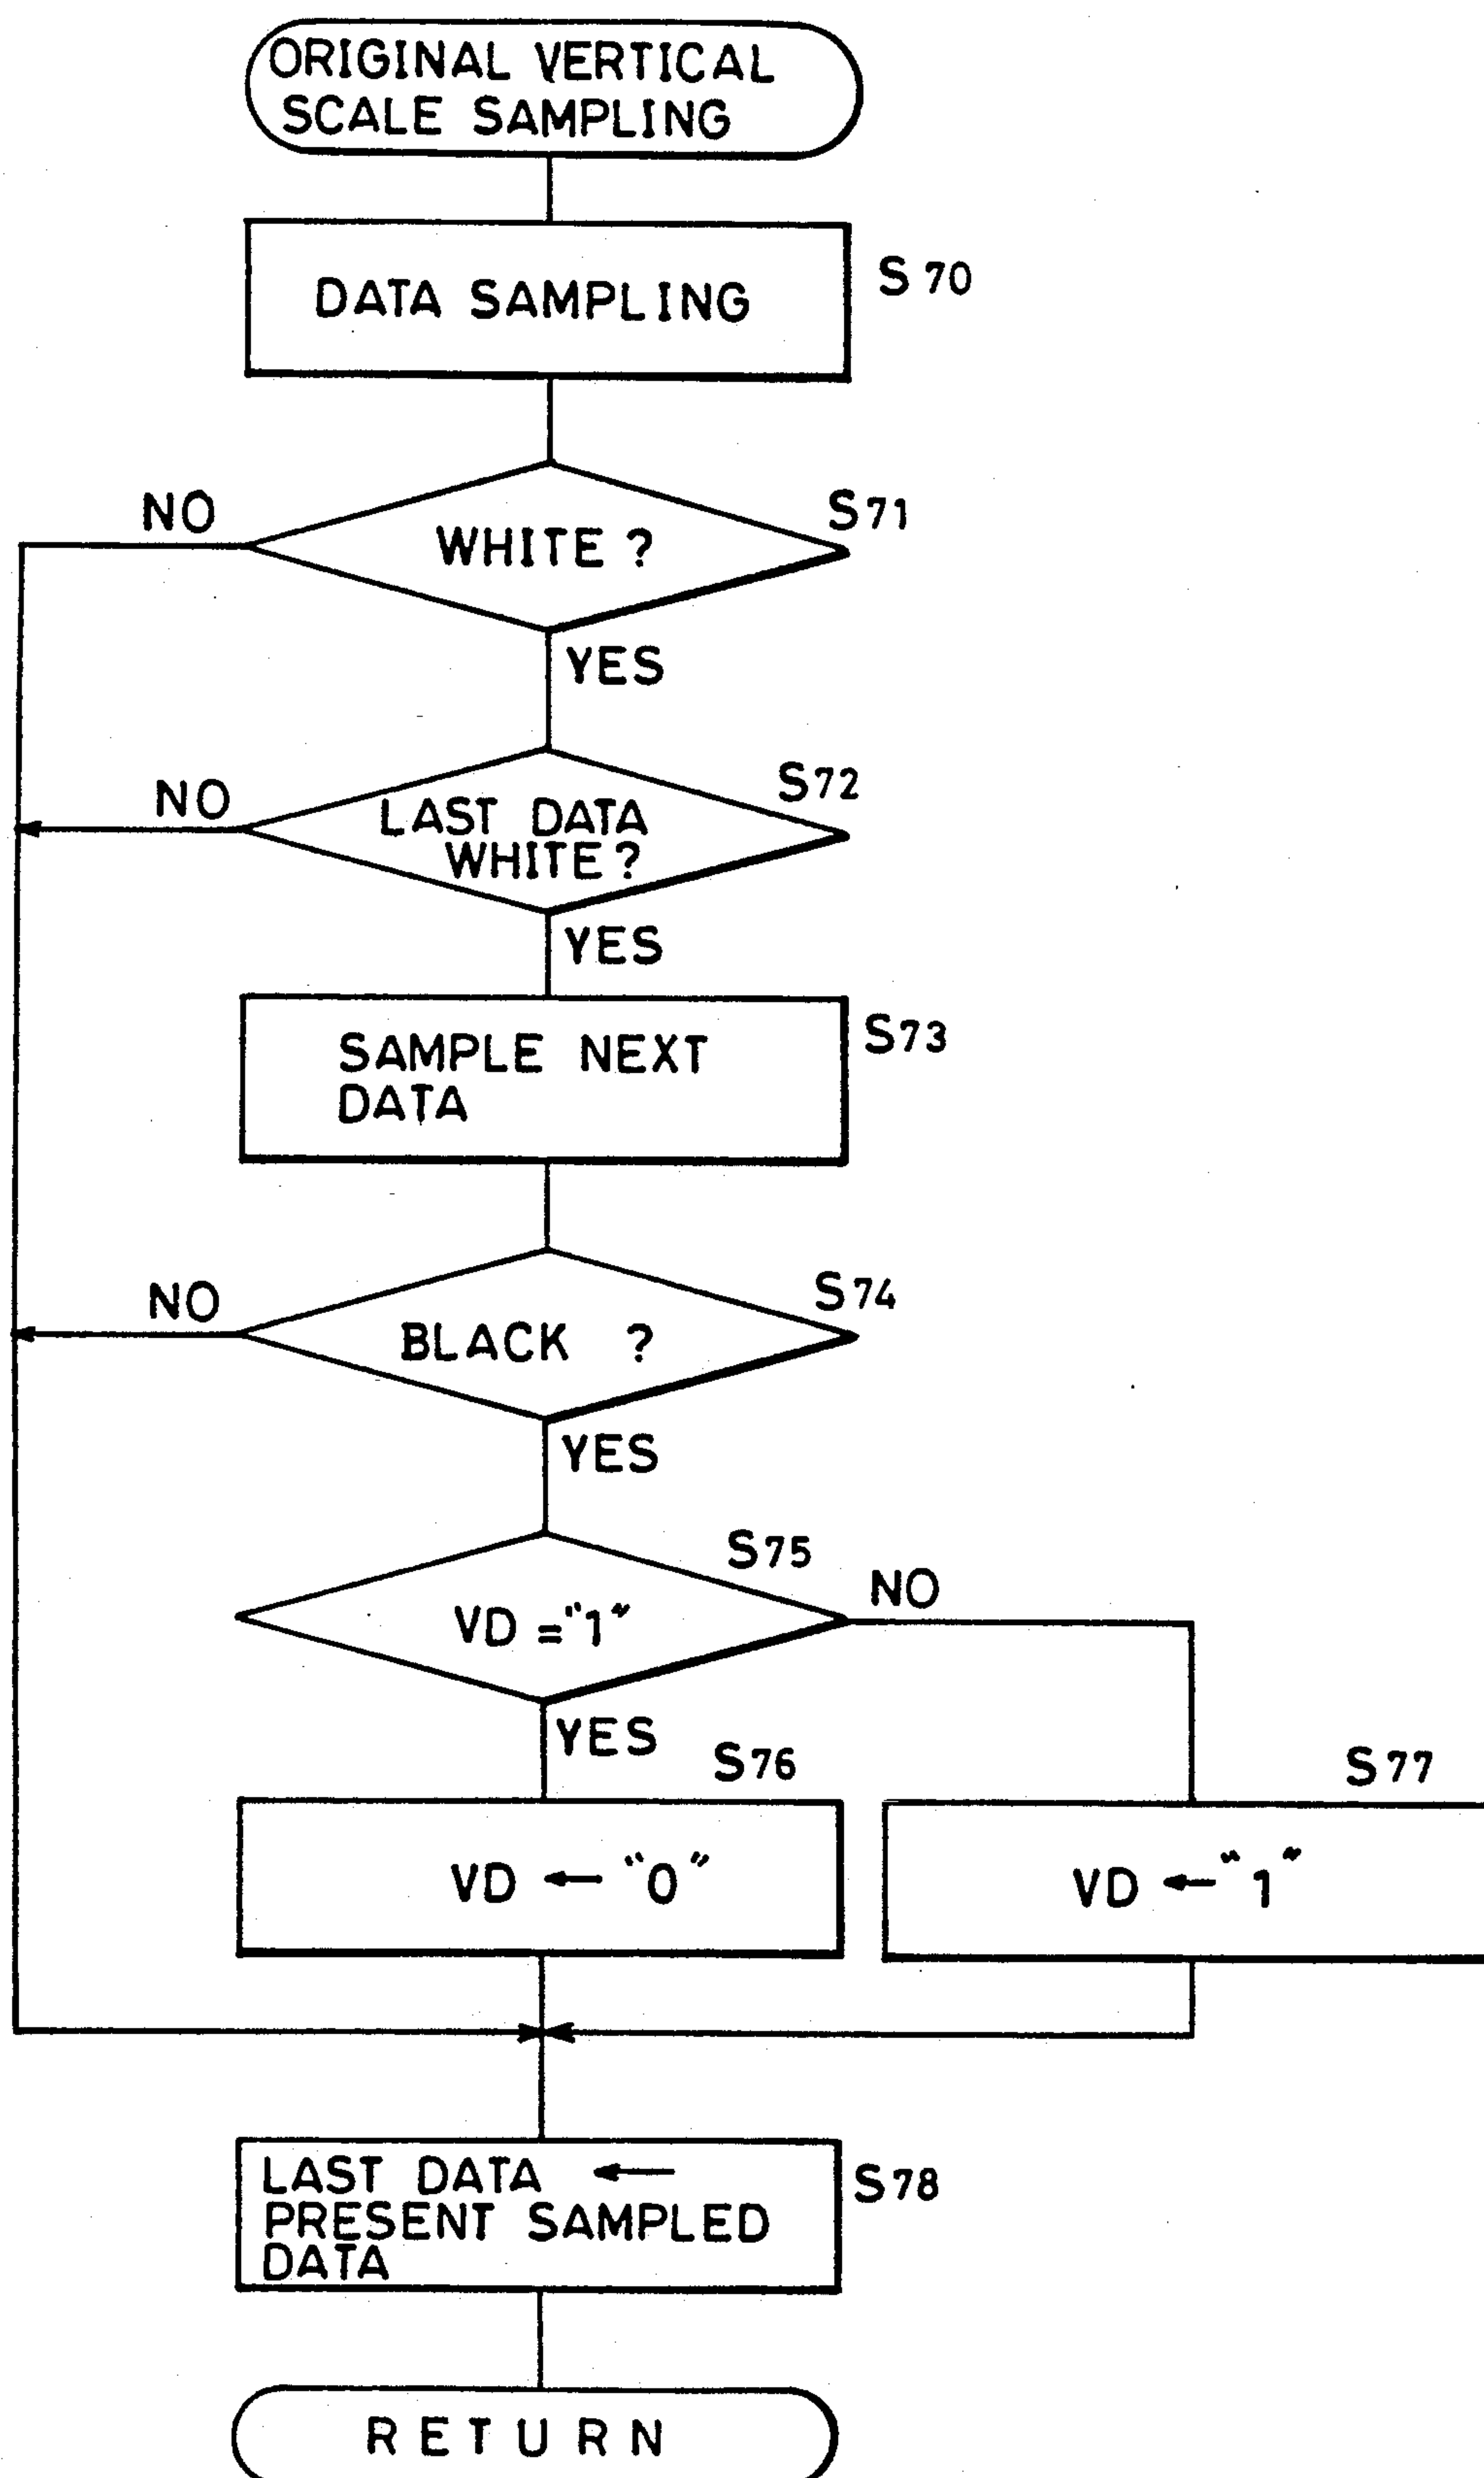 ORIGINAL VERTICAL
SCALE SAMPLING
DATA SAMPLING
S70
NO
WHITE ?
S71
YES
NO
LAST DATA
WHITE ?
S72
YES
SAMPLE NEXT
DATA
S73
NO
BLACK ?
S74
YES
S75
VD = "1"
NO
YES
S76
S77
VD ← "0"
VD ← "1"
LAST DATA ←
PRESENT SAMPLED
DATA
S78
RETURN